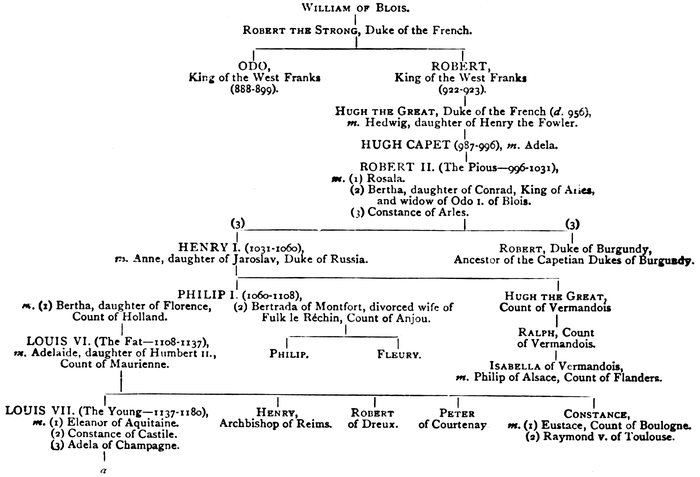 WILLIAM OF BLOIS.
ROBERT THE STRONG, Duke of the French.
ODO,
King of the West Franks
(888-899).
ROBERT,
King of the West Franks
(922-923).
HUGH THE GREAT, Duke of the French (d. 956),
m. Hedwig, daughter of Henry the Fowler.
HUGH CAPET (987-996), m. Adela.
ROBERT II. (The Pious—996-1031),
m. (1) Rosala.
(2) Bertha, daughter of Conrad, King of Arles,
and widow of Odo I. of Blois.
(3) Constance of Arles.
(3)
(3)
HENRY I. (1031-1060),
m. Anne, daughter of Jaroslav, Duke of Russia.
ROBERT, Duke of Burgundy,
Ancestor of the Capetian Dukes of Burgundy.
PHILIP I. (1060-1108),
m. (1) Bertha, daughter of Florence,
Count of Holland.
(2) Bertrada of Montfort, divorced wife of
Fulk le Réchin, Count of Anjou.
HUGH THE GREAT,
Count of Vermandois
RALPH, Count
of Vermandois.
ISABELLA of Vermandois,
m. Philip of Alsace, Count of Flanders.
LOUIS VI. (The Fat—1108-1137),
m. Adelaide, daughter of Humbert II.,
Count of Maurienne.
PHILIP.
FLEURY.
LOUIS VII. (The Young—1137-1180),
m. (1) Eleanor of Aquitaine.
(2) Constance of Castile.
(3) Adela of Champagne.
HENRY,
Archbishop of Reims.
ROBERT
of Dreux.
PETER
of Courtenay
CONSTANCE,
m. (1) Eustace, Count of Boulogne.
(2) Raymond V. of Toulouse.
a